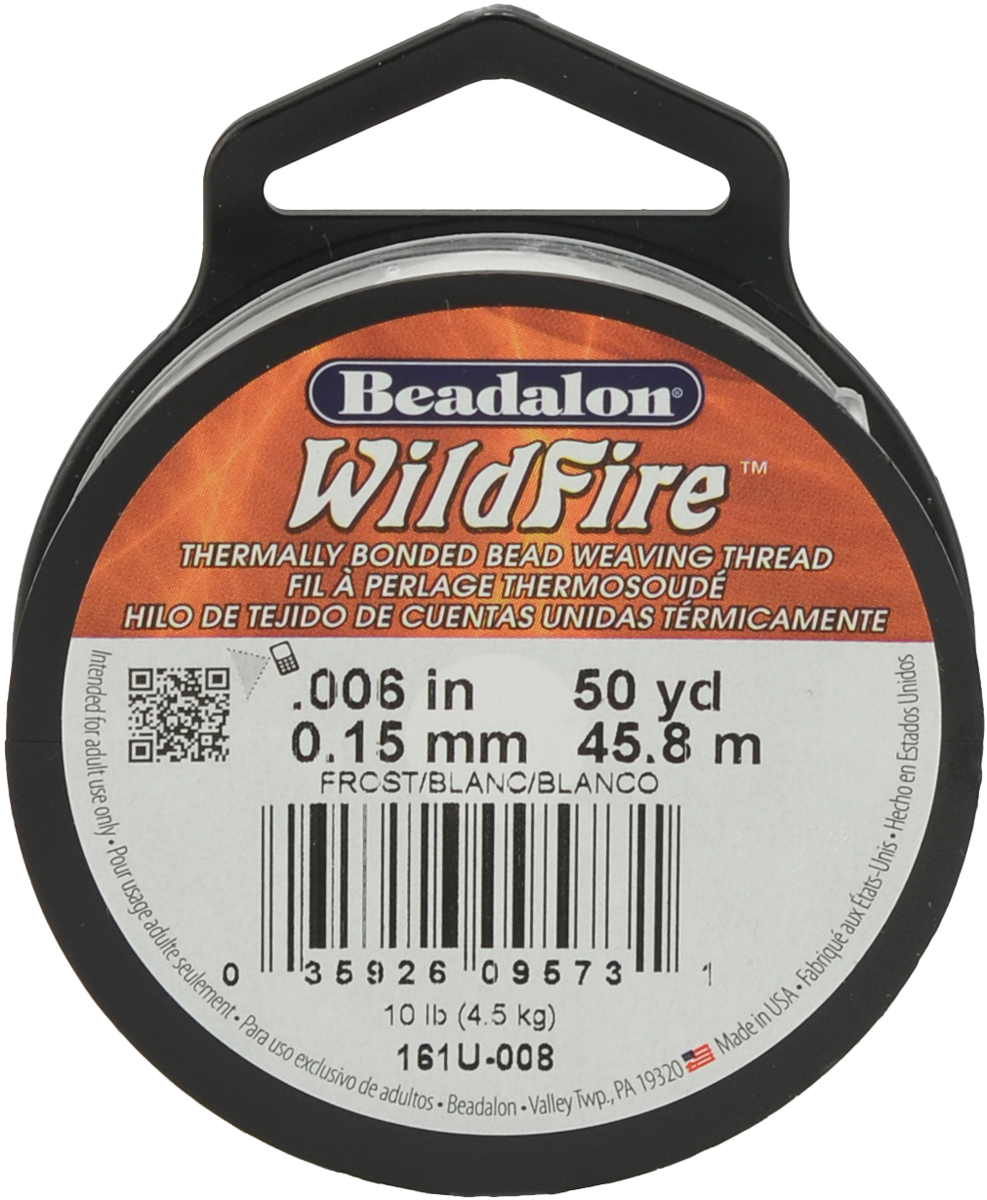 Beadalon®
WildFire™
THERMALLY BONDED BEAD WEAVING THREAD
FIL À PERLAGE THERMOSOUDÉ
HILO DE TEJIDO DE CUENTAS UNIDAS TÉRMICAMENTE
.006 in 50 yd
0.15 mm 45.8 m
FROST/BLANC/BLANCO
0 35926 09573 1
10 lb (4.5 kg)
161U-008
Intended for adult use only • Pour usage adulte seulement • Para uso exclusivo de adultos • Beadalon • Valley Twp., PA 19320 Made in USA • Fabriqué aux États-Unis • Hecho en Estados Unidos